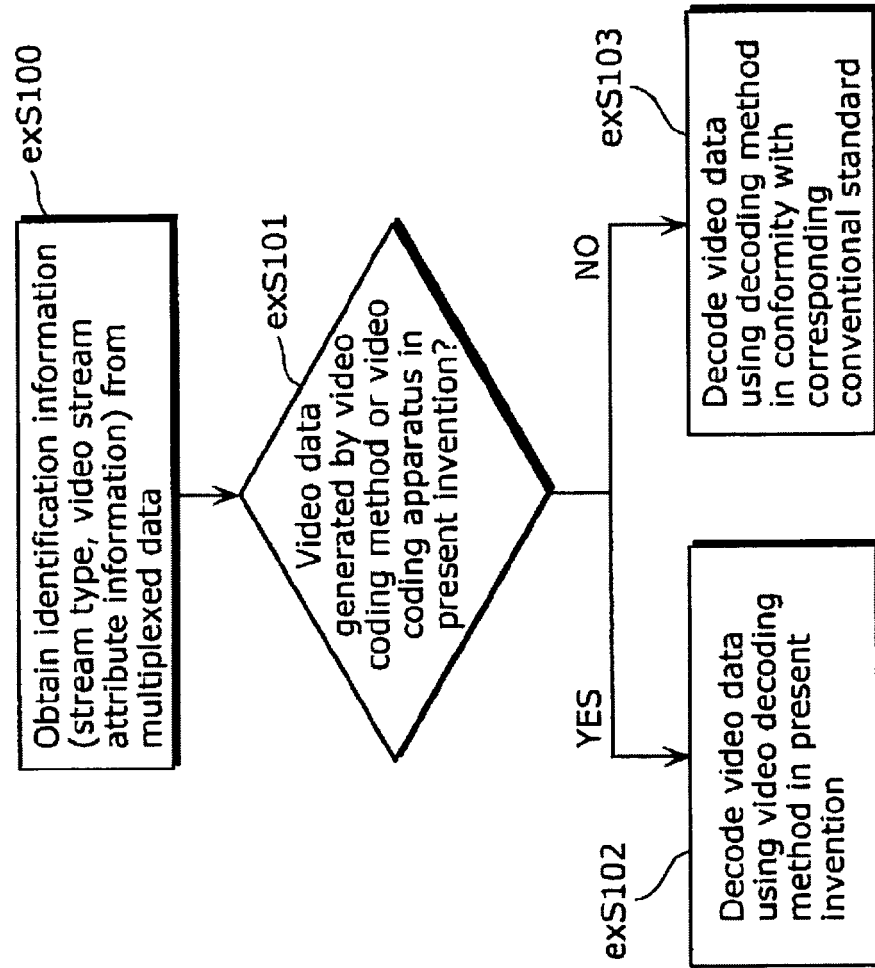 exS100
Obtain identification information
(stream type, video stream
attribute information) from
multiplexed data
exS101
Video data
generated by video
coding method or video
coding apparatus in
present invention?
YES
NO
exS102
Decode video data
using video decoding
method in present
invention
exS103
Decode video data
using decoding method
in conformity with
corresponding
conventional standard